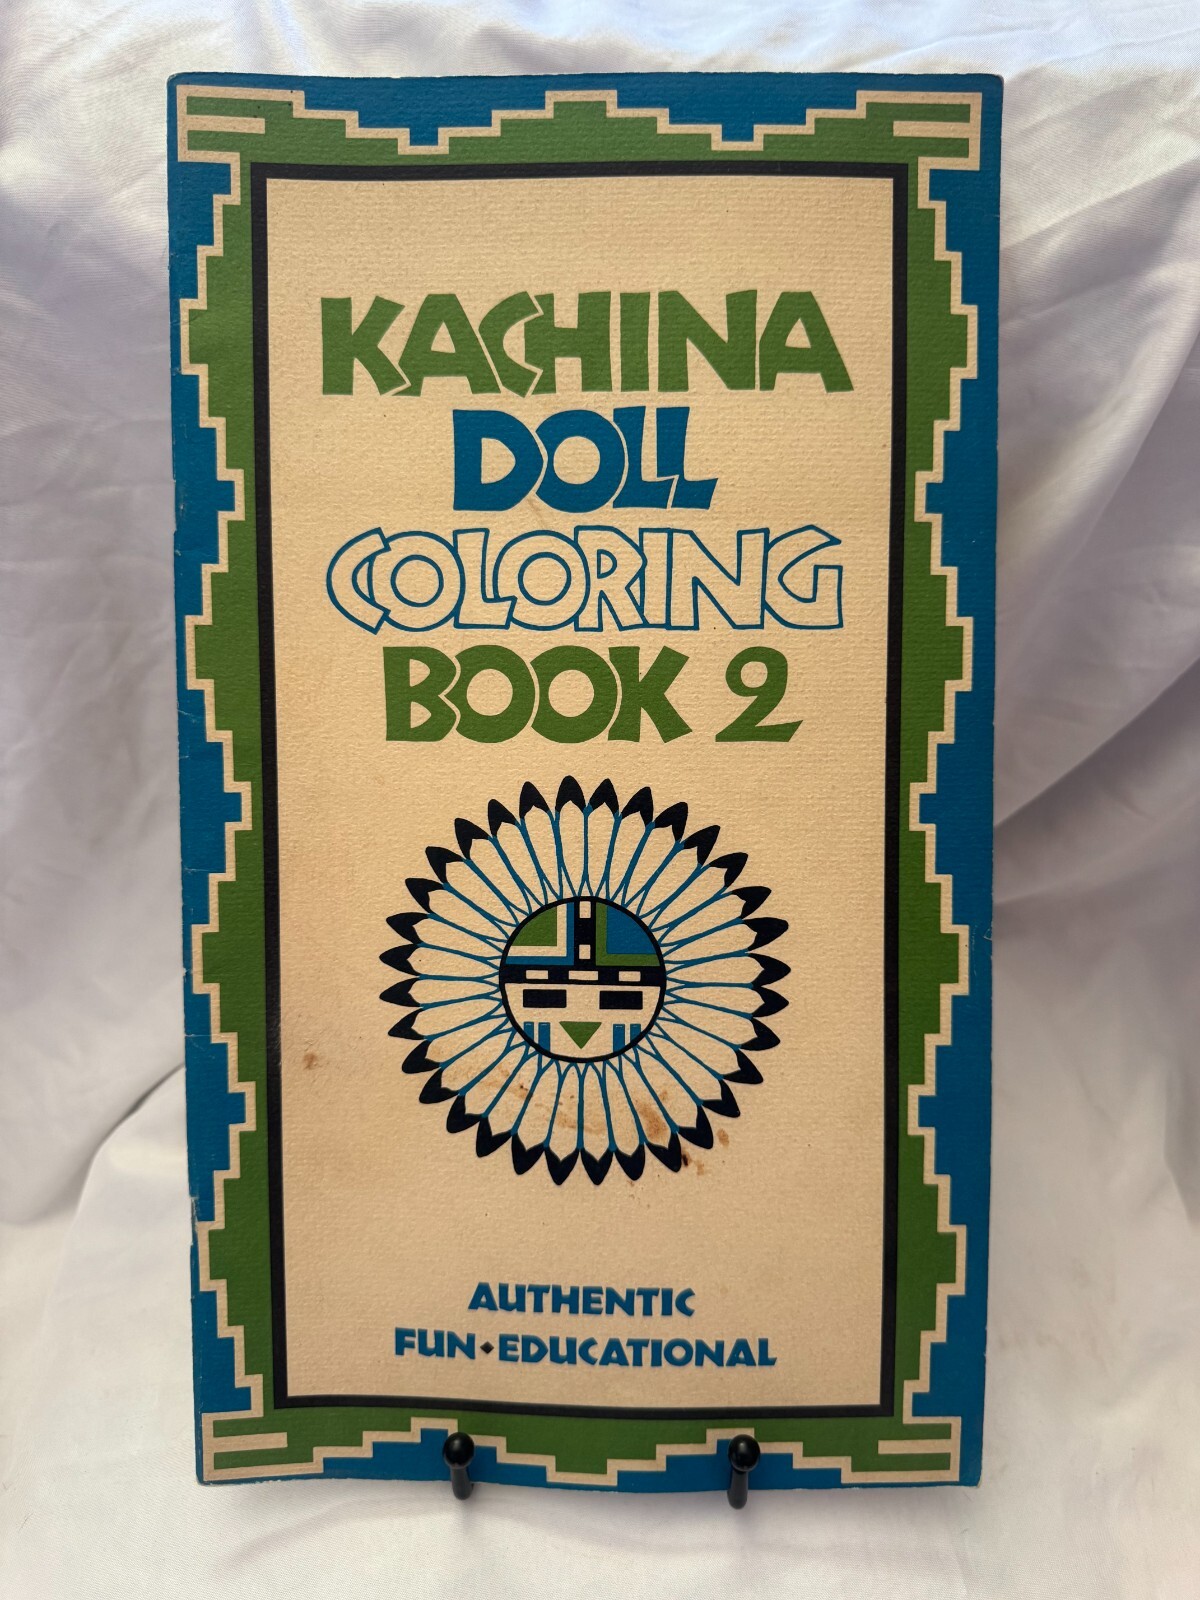 KACHINA
DOLL
COLORING
BOOK 2
AUTHENTIC
FUN • EDUCATIONAL